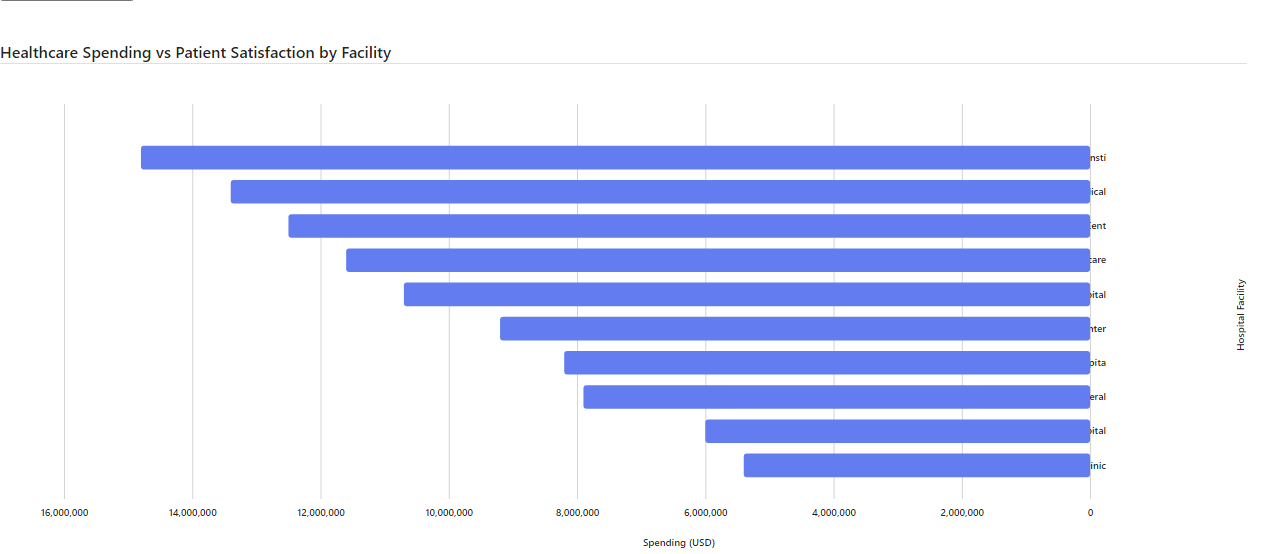 Healthcare Spending vs Patient Satisfaction by Facility
nsti
ical
Cent
care
pital
nter
pita
eral
pital
inic
Hospital Facility
16,000,000 14,000,000 12,000,000 10,000,000 8,000,000 6,000,000 4,000,000 2,000,000 0
Spending (USD)